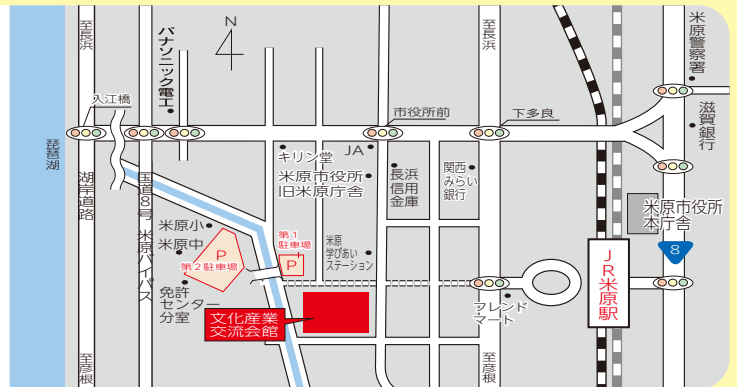 至長浜
パナソニック電工
N
至長浜
米原警察署
入江橋
市役所前
下多良
滋賀銀行
琵琶湖
湖岸道路
国道8号 米原バイパス
キリン堂
JA
米原市役所
旧米原庁舎
長浜
信用
金庫
関西
みらい
銀行
米原市役所
本庁舎
8
米原小
米原中
P
第2駐車場
第1
駐車場
P
米原
学びあい
ステーション
JR米原駅
免許
センター
分室
文化産業
交流会館
フレンド
マート
至彦根
至彦根